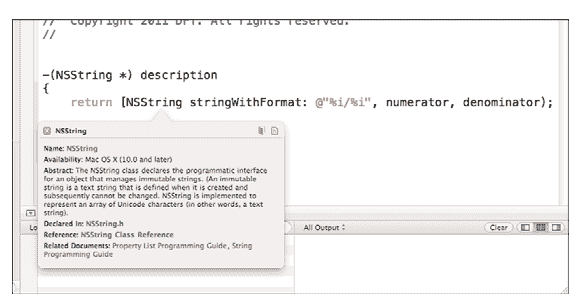 // Copyright 2011 DPT. All rights reserved.
//
-(NSString *) description
{
return [NSString stringWithFormat: @"%i/%i", numerator, denominator);
NSString
Name: NSString
Availability: Mac OS X (10.0 and later)
Abstract: The NSString class declares the programmatic interface
for an object that manages immutable strings. (An immutable
string is a text string that is defined when it is created and
subsequently cannot be changed. NSString is implemented to
represent an array of Unicode characters (in other words, a text
string).
Declared In: NSString.h
Reference: NSString Class Reference
Related Documents: Property List Programming Guide, String
Programming Guide
Lo
All Output
Clear